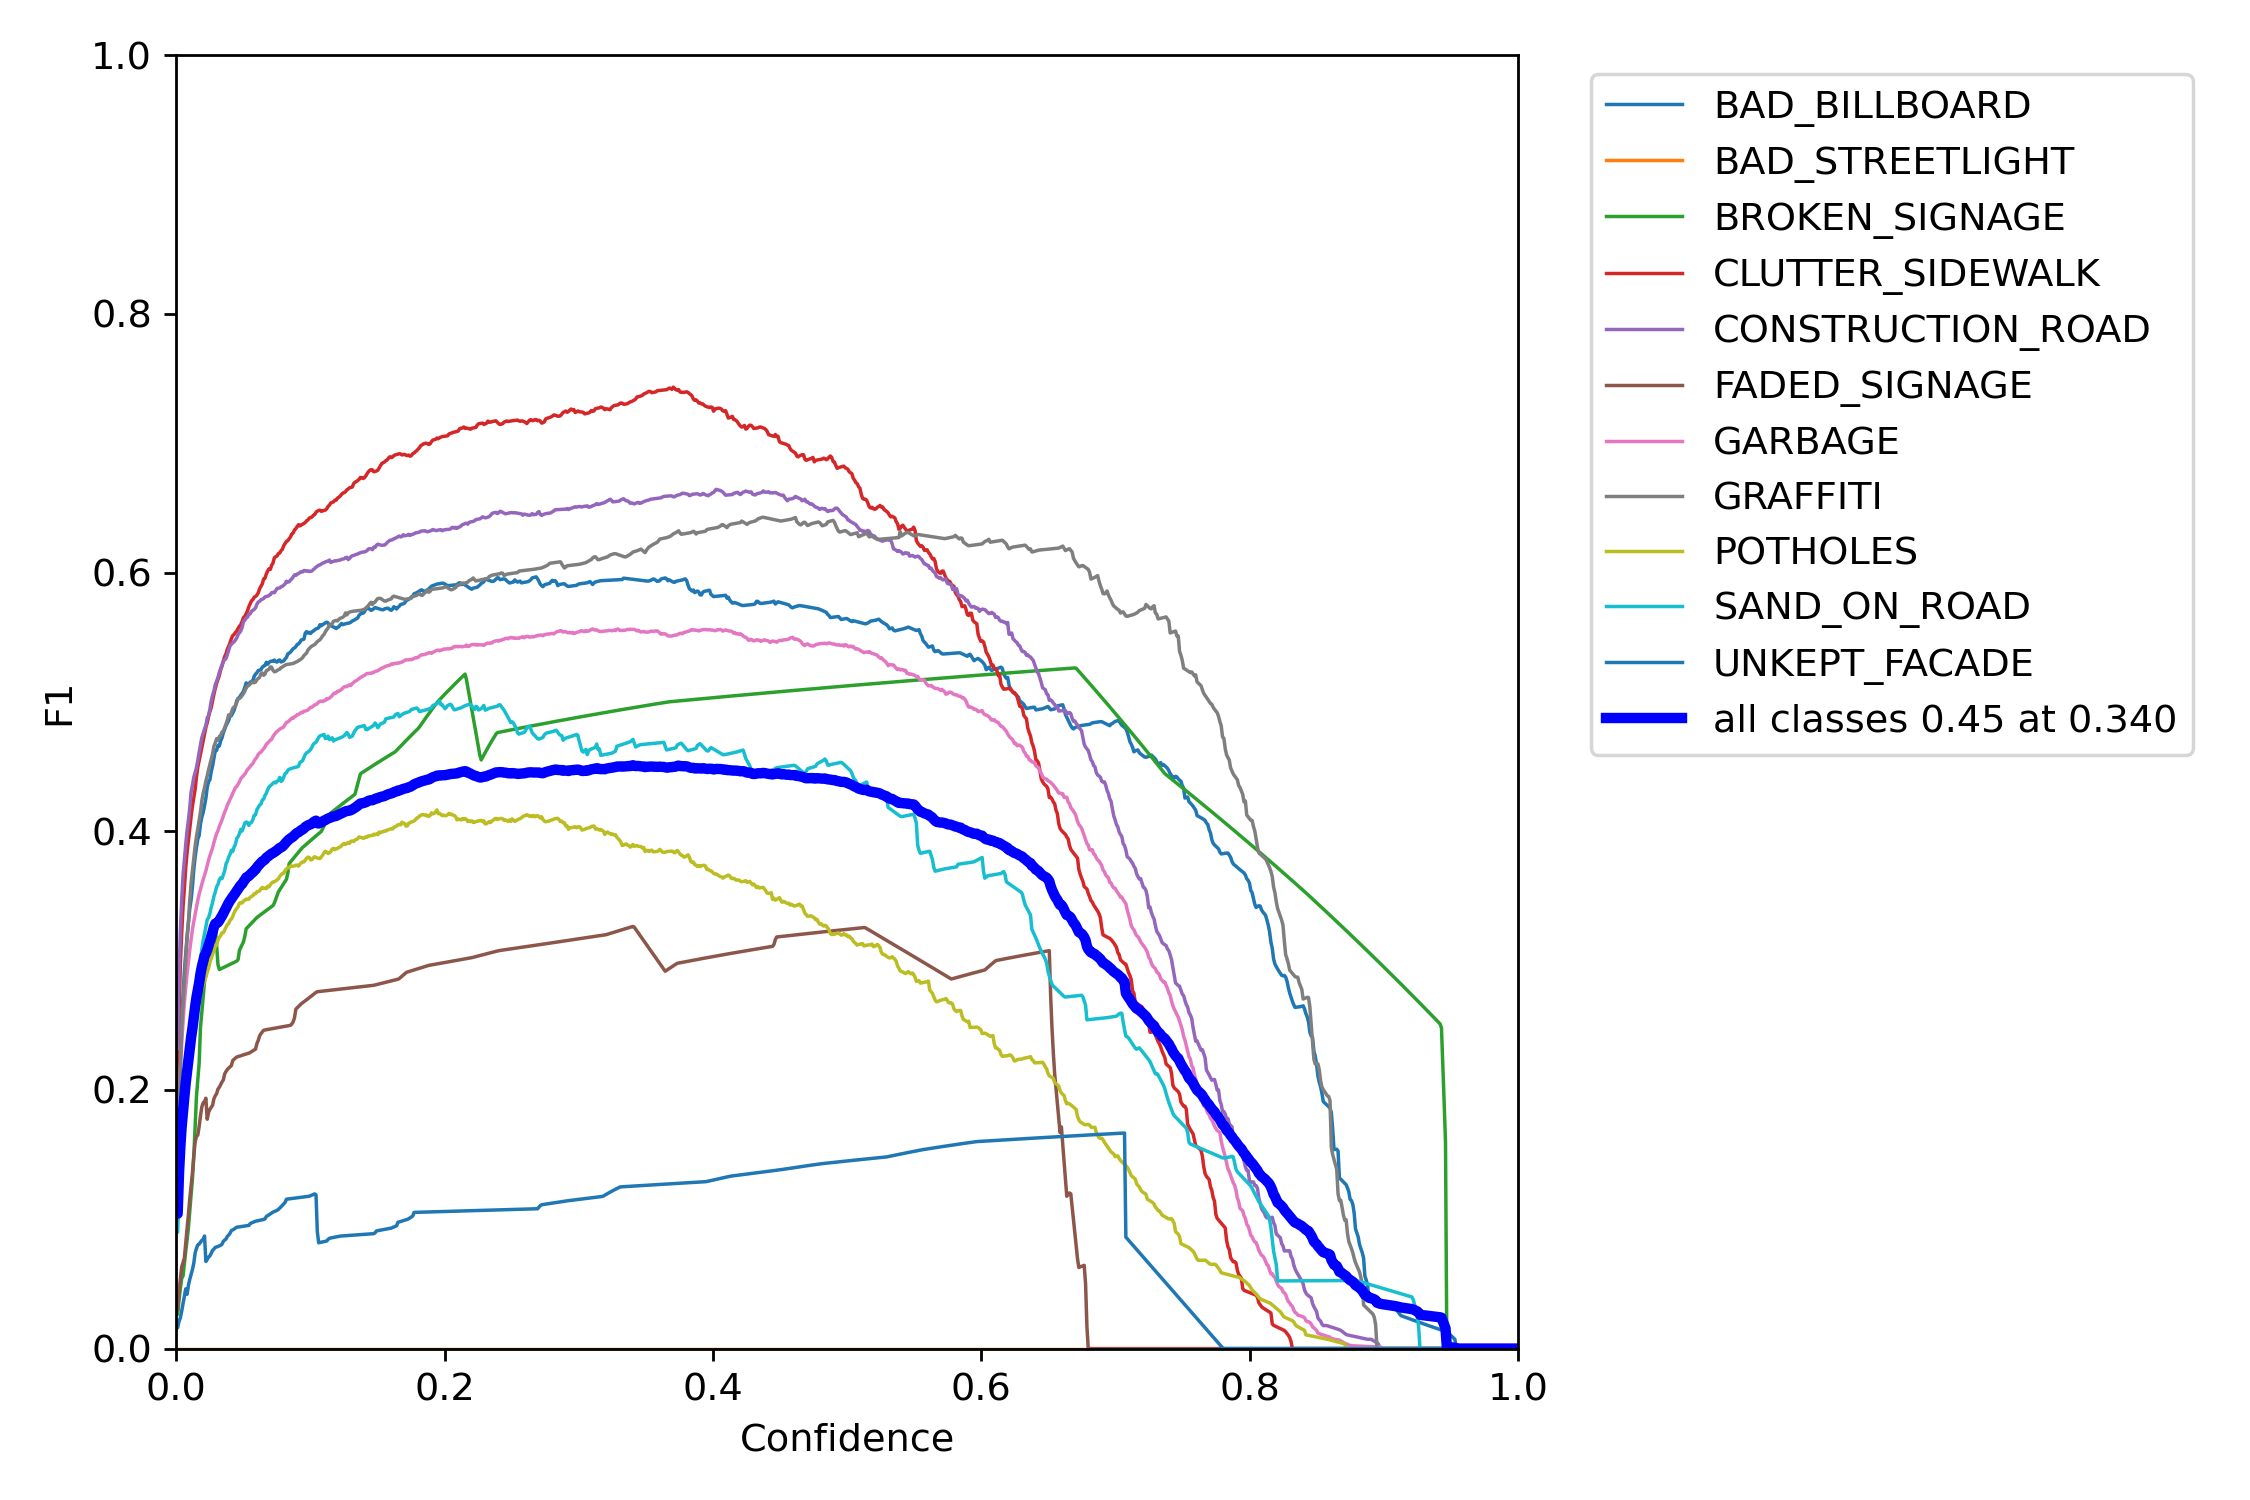 1.0
0.8
0.6
0.4
0.2
0.0
F1
0.0 0.2 0.4 0.6 0.8 1.0
Confidence
BAD_BILLBOARD
BAD_STREETLIGHT
BROKEN_SIGNAGE
CLUTTER_SIDEWALK
CONSTRUCTION_ROAD
FADED_SIGNAGE
GARBAGE
GRAFFITI
POTHOLES
SAND_ON_ROAD
UNKEPT_FACADE
all classes 0.45 at 0.340